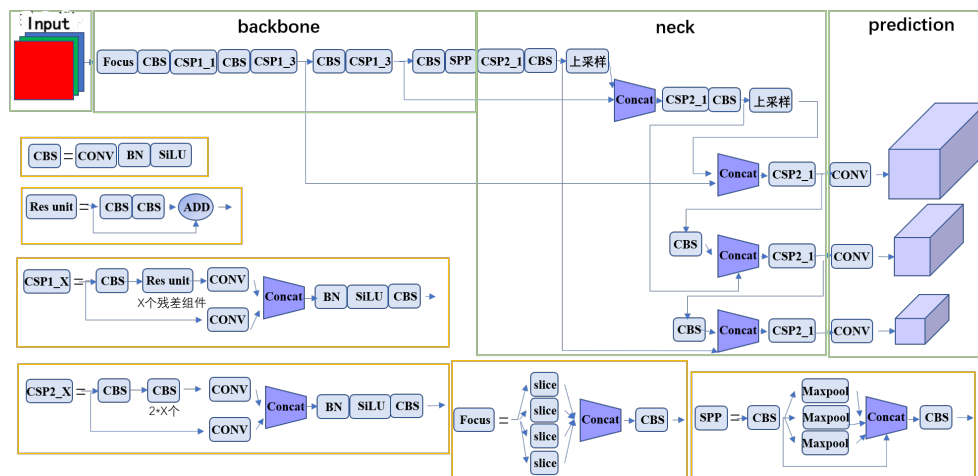 Input
backbone
neck
prediction
Focus CBS CSP1_1 CBS CSP1_3 CBS CSP1_3 CBS SPP CSP2_1 CBS 上采样
Concat CSP2_1 CBS 上采样
CBS = CONV BN SiLU
Concat CSP2_1 CONV
Res unit = CBS CBS ADD
CBS Concat CSP2_1 CONV
CSP1_X = CBS Res unit CONV
X个残差组件
Concat BN SiLU CBS
CONV
CBS Concat CSP2_1 CONV
CSP2_X = CBS CBS CONV
2*X个
Concat BN SiLU CBS
CONV
Focus = slice
slice
slice
slice
Concat CBS
SPP = CBS Maxpool
Maxpool
Maxpool
Concat CBS